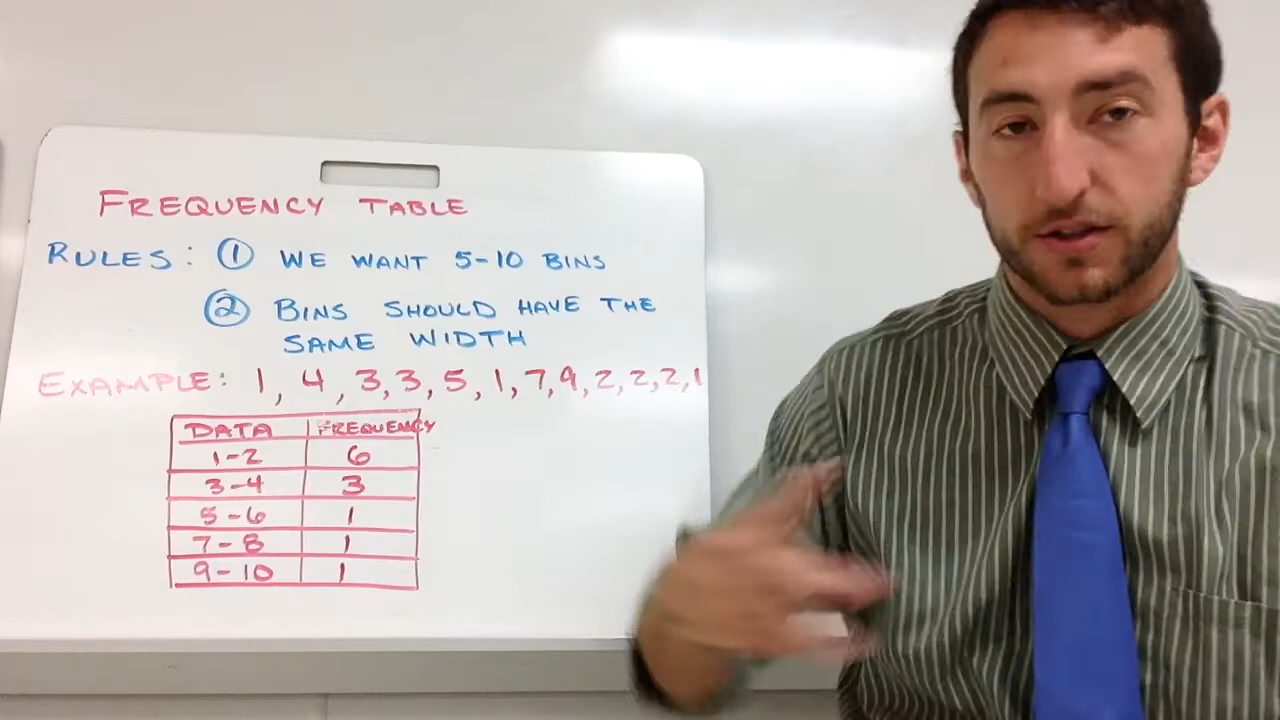 FREQUENCY TABLE
RULES: ① WE WANT 5-10 BINS
② BINS SHOULD HAVE THE
SAME WIDTH
EXAMPLE: 1, 4, 3, 3, 5, 1, 7, 9, 2, 2, 2, 1
DATA FREQUENCY
1-2 6
3-4 3
5-6 1
7-8 1
9-10 1